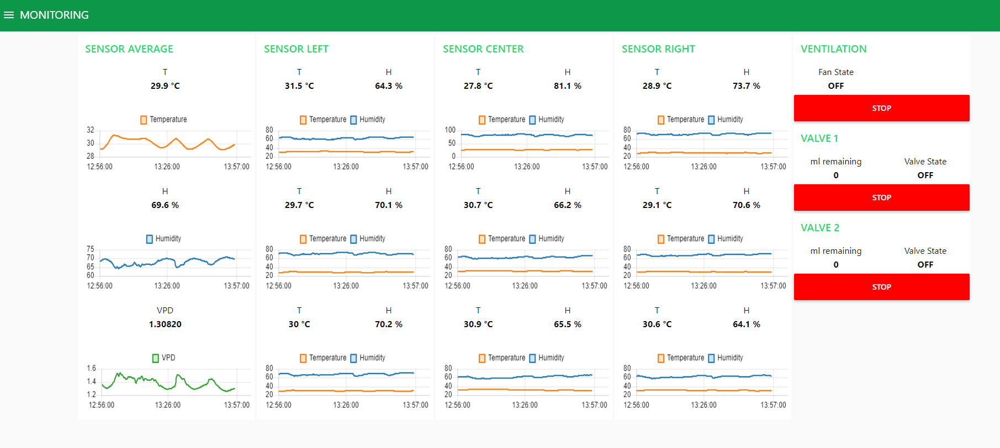 MONITORING
SENSOR AVERAGE
T
29.9 °C
Temperature
32
30
28
12:56:00 13:26:00 13:57:00
H
69.6 %
Humidity
75
70
65
60
12:56:00 13:26:00 13:57:00
VPD
1.30820
VPD
1.6
1.4
1.2
12:56:00 13:26:00 13:57:00
SENSOR LEFT
T H
31.5 °C 64.3 %
Temperature Humidity
80
60
40
20
12:56:00 13:26:00 13:57:00
T H
29.7 °C 70.1 %
Temperature Humidity
80
60
40
20
12:56:00 13:26:00 13:57:00
T H
30 °C 70.2 %
Temperature Humidity
80
60
40
20
12:56:00 13:26:00 13:57:00
SENSOR CENTER
T H
27.8 °C 81.1 %
Temperature Humidity
100
50
0
12:56:00 13:26:00 13:57:00
T H
30.7 °C 66.2 %
Temperature Humidity
80
60
40
20
12:56:00 13:26:00 13:57:00
T H
30.9 °C 65.5 %
Temperature Humidity
80
60
40
20
12:56:00 13:26:00 13:57:00
SENSOR RIGHT
T H
28.9 °C 73.7 %
Temperature Humidity
80
60
40
20
12:56:00 13:26:00 13:57:00
T H
29.1 °C 70.6 %
Temperature Humidity
80
60
40
20
12:56:00 13:26:00 13:57:00
T H
30.6 °C 64.1 %
Temperature Humidity
80
60
40
20
12:56:00 13:26:00 13:57:00
VENTILATION
Fan State
OFF
STOP
VALVE 1
ml remaining Valve State
0 OFF
STOP
VALVE 2
ml remaining Valve State
0 OFF
STOP